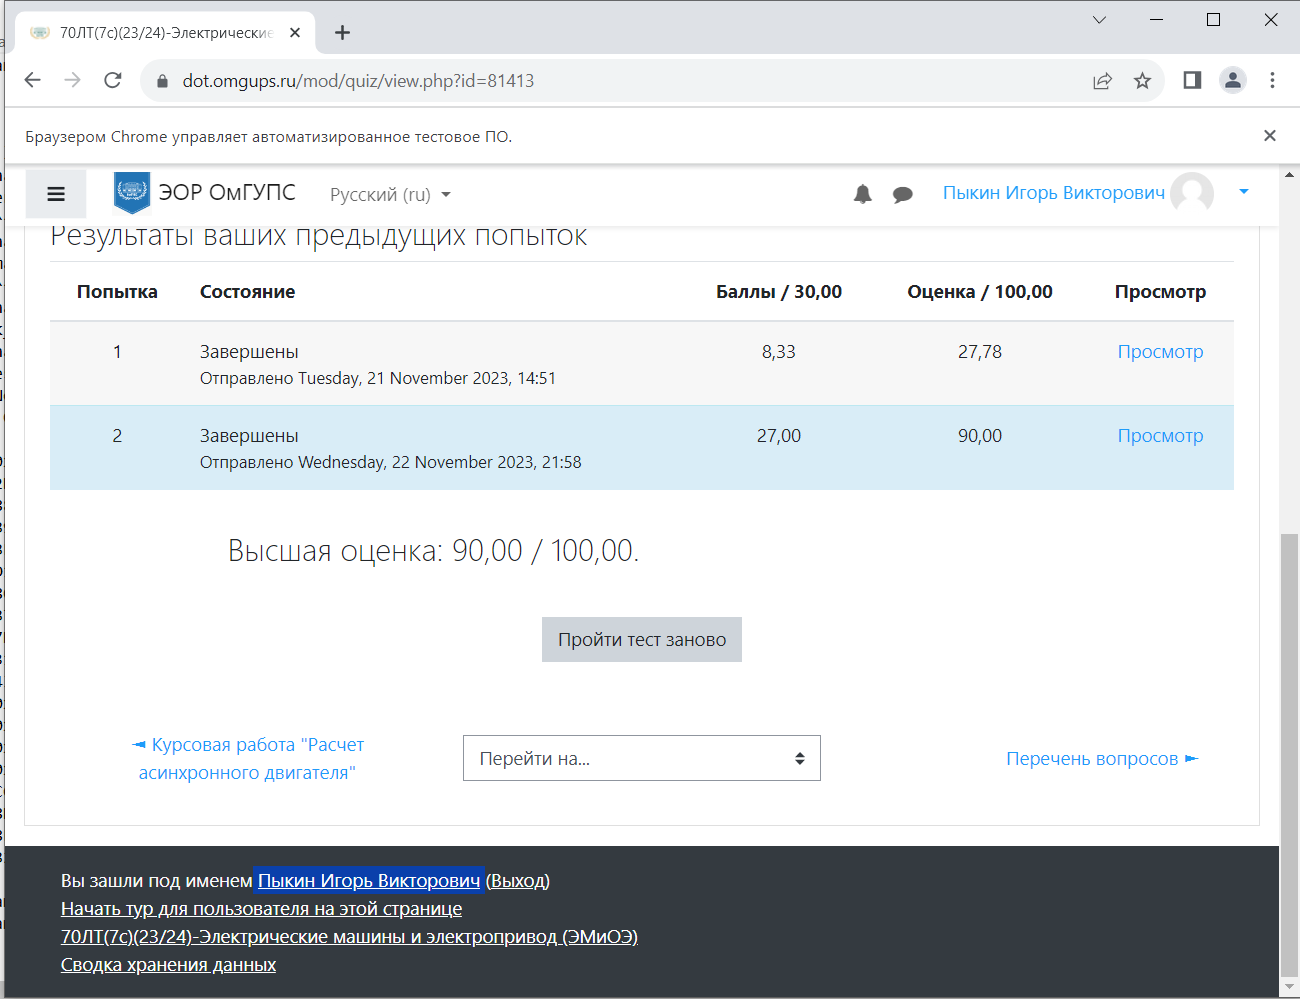 70ЛТ(7с)(23/24)-Электрические
dot.omgups.ru/mod/quiz/view.php?id=81413
Браузером Chrome управляет автоматизированное тестовое ПО.
ЭОР ОмГУПС
Русский (ru)
Пыкин Игорь Викторович
Результаты ваших предыдущих попыток
Попытка Состояние Баллы / 30,00 Оценка / 100,00 Просмотр
1 Завершены 8,33 27,78 Просмотр
Отправлено Tuesday, 21 November 2023, 14:51
2 Завершены 27,00 90,00 Просмотр
Отправлено Wednesday, 22 November 2023, 21:58
Высшая оценка: 90,00 / 100,00.
Пройти тест заново
◄ Курсовая работа "Расчет
асинхронного двигателя"
Перейти на...
Перечень вопросов ►
Вы зашли под именем Пыкин Игорь Викторович (Выход)
Начать тур для пользователя на этой странице
70ЛТ(7с)(23/24)-Электрические машины и электропривод (ЭМиОЭ)
Сводка хранения данных